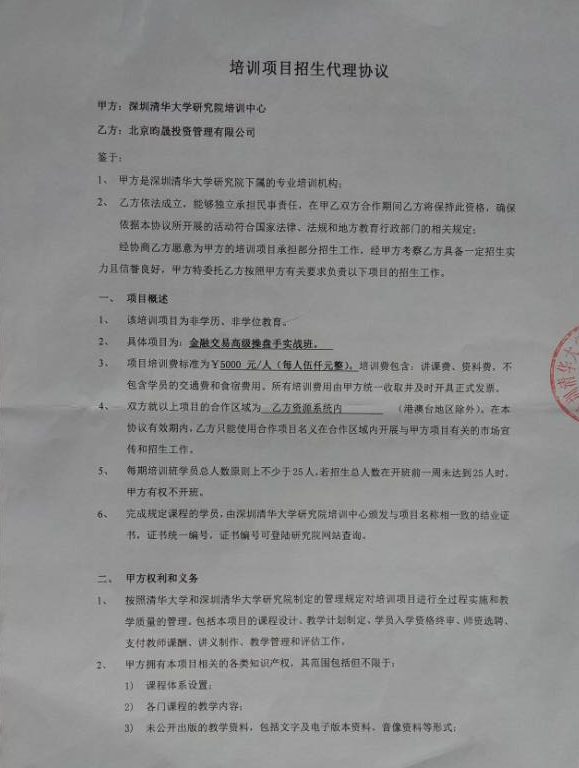 培训项目招生代理协议
甲方：深圳清华大学研究院培训中心
乙方：北京昀晟投资管理有限公司
鉴于：
1、 甲方是深圳清华大学研究院下属的专业培训机构；
2、 乙方依法成立，能够独立承担民事责任，在甲乙双方合作期间乙方将保持此资格，确保
依据本协议所开展的活动符合国家法律、法规和地方教育行政部门的相关规定；
经协商乙方愿意为甲方的培训项目承担部分招生工作，经甲方考察乙方具备一定招生实
力且信誉良好，甲方特委托乙方按照甲方有关要求负责以下项目的招生工作。
一、 项目概述
1、 该培训项目为非学历、非学位教育。
2、 具体项目为：金融交易高级操盘手实战班。
3、 项目培训费标准为￥5000 元/人（每人伍仟元整）。培训费包含：讲课费、资料费，不
包含学员的交通费和食宿费用。所有培训费用由甲方统一收取并及时开具正式发票。
4、 双方就以上项目的合作区域为 乙方资源系统内 （港澳台地区除外）。在本
协议有效期内，乙方只能使用合作项目名义在合作区域内开展与甲方项目有关的市场宣
传和招生工作。
5、 每期培训班学员总人数原则上不少于25人，若招生总人数在开班前一周未达到25人时，
甲方有权不开班。
6、 完成规定课程的学员，由深圳清华大学研究院培训中心颁发与项目名称相一致的结业证
书，证书统一编号，证书编号可登陆研究院网站查询。
二、 甲方权利和义务
1、 按照清华大学和深圳清华大学研究院制定的管理规定对培训项目进行全过程实施和教
学质量的管理。包括本项目的课程设计、教学计划制定、学员入学资格终审、师资选聘、
支付教师课酬、讲义制作、教学管理和评估工作。
2、 甲方拥有本项目相关的各类知识产权，其范围包括但不限于：
1） 课程体系设置；
2） 各门课程的教学内容；
3） 未公开出版的教学资料，包括文字及电子版本资料、音像资料等形式；